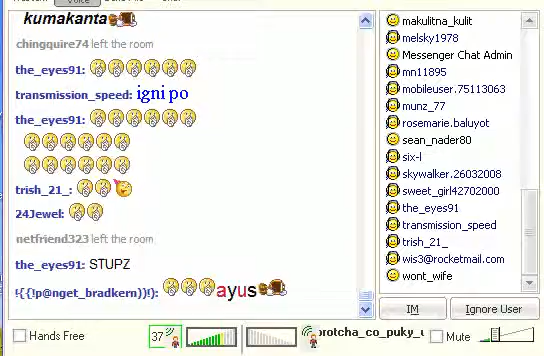 Voice
kumakanta
chingquire74 left the room
the_eyes91:
transmission_speed: igni po
the_eyes91:
trish_21_:
24Jewel:
netfriend323 left the room
the_eyes91: STUPZ
!{{!p@nget_bradkern})!}: ayus
makulitna_kulit
melsky1978
Messenger Chat Admin
mn11895
mobileuser.75113063
munz_77
rosemarie.baluyot
sean_nader80
six-l
skywalker.26032008
sweet_girl42702000
the_eyes91
transmission_speed
trish_21_
wis3@rocketmail.com
wont_wife
IM
Ignore User
Hands Free
37
protcha_co_puky_u
Mute